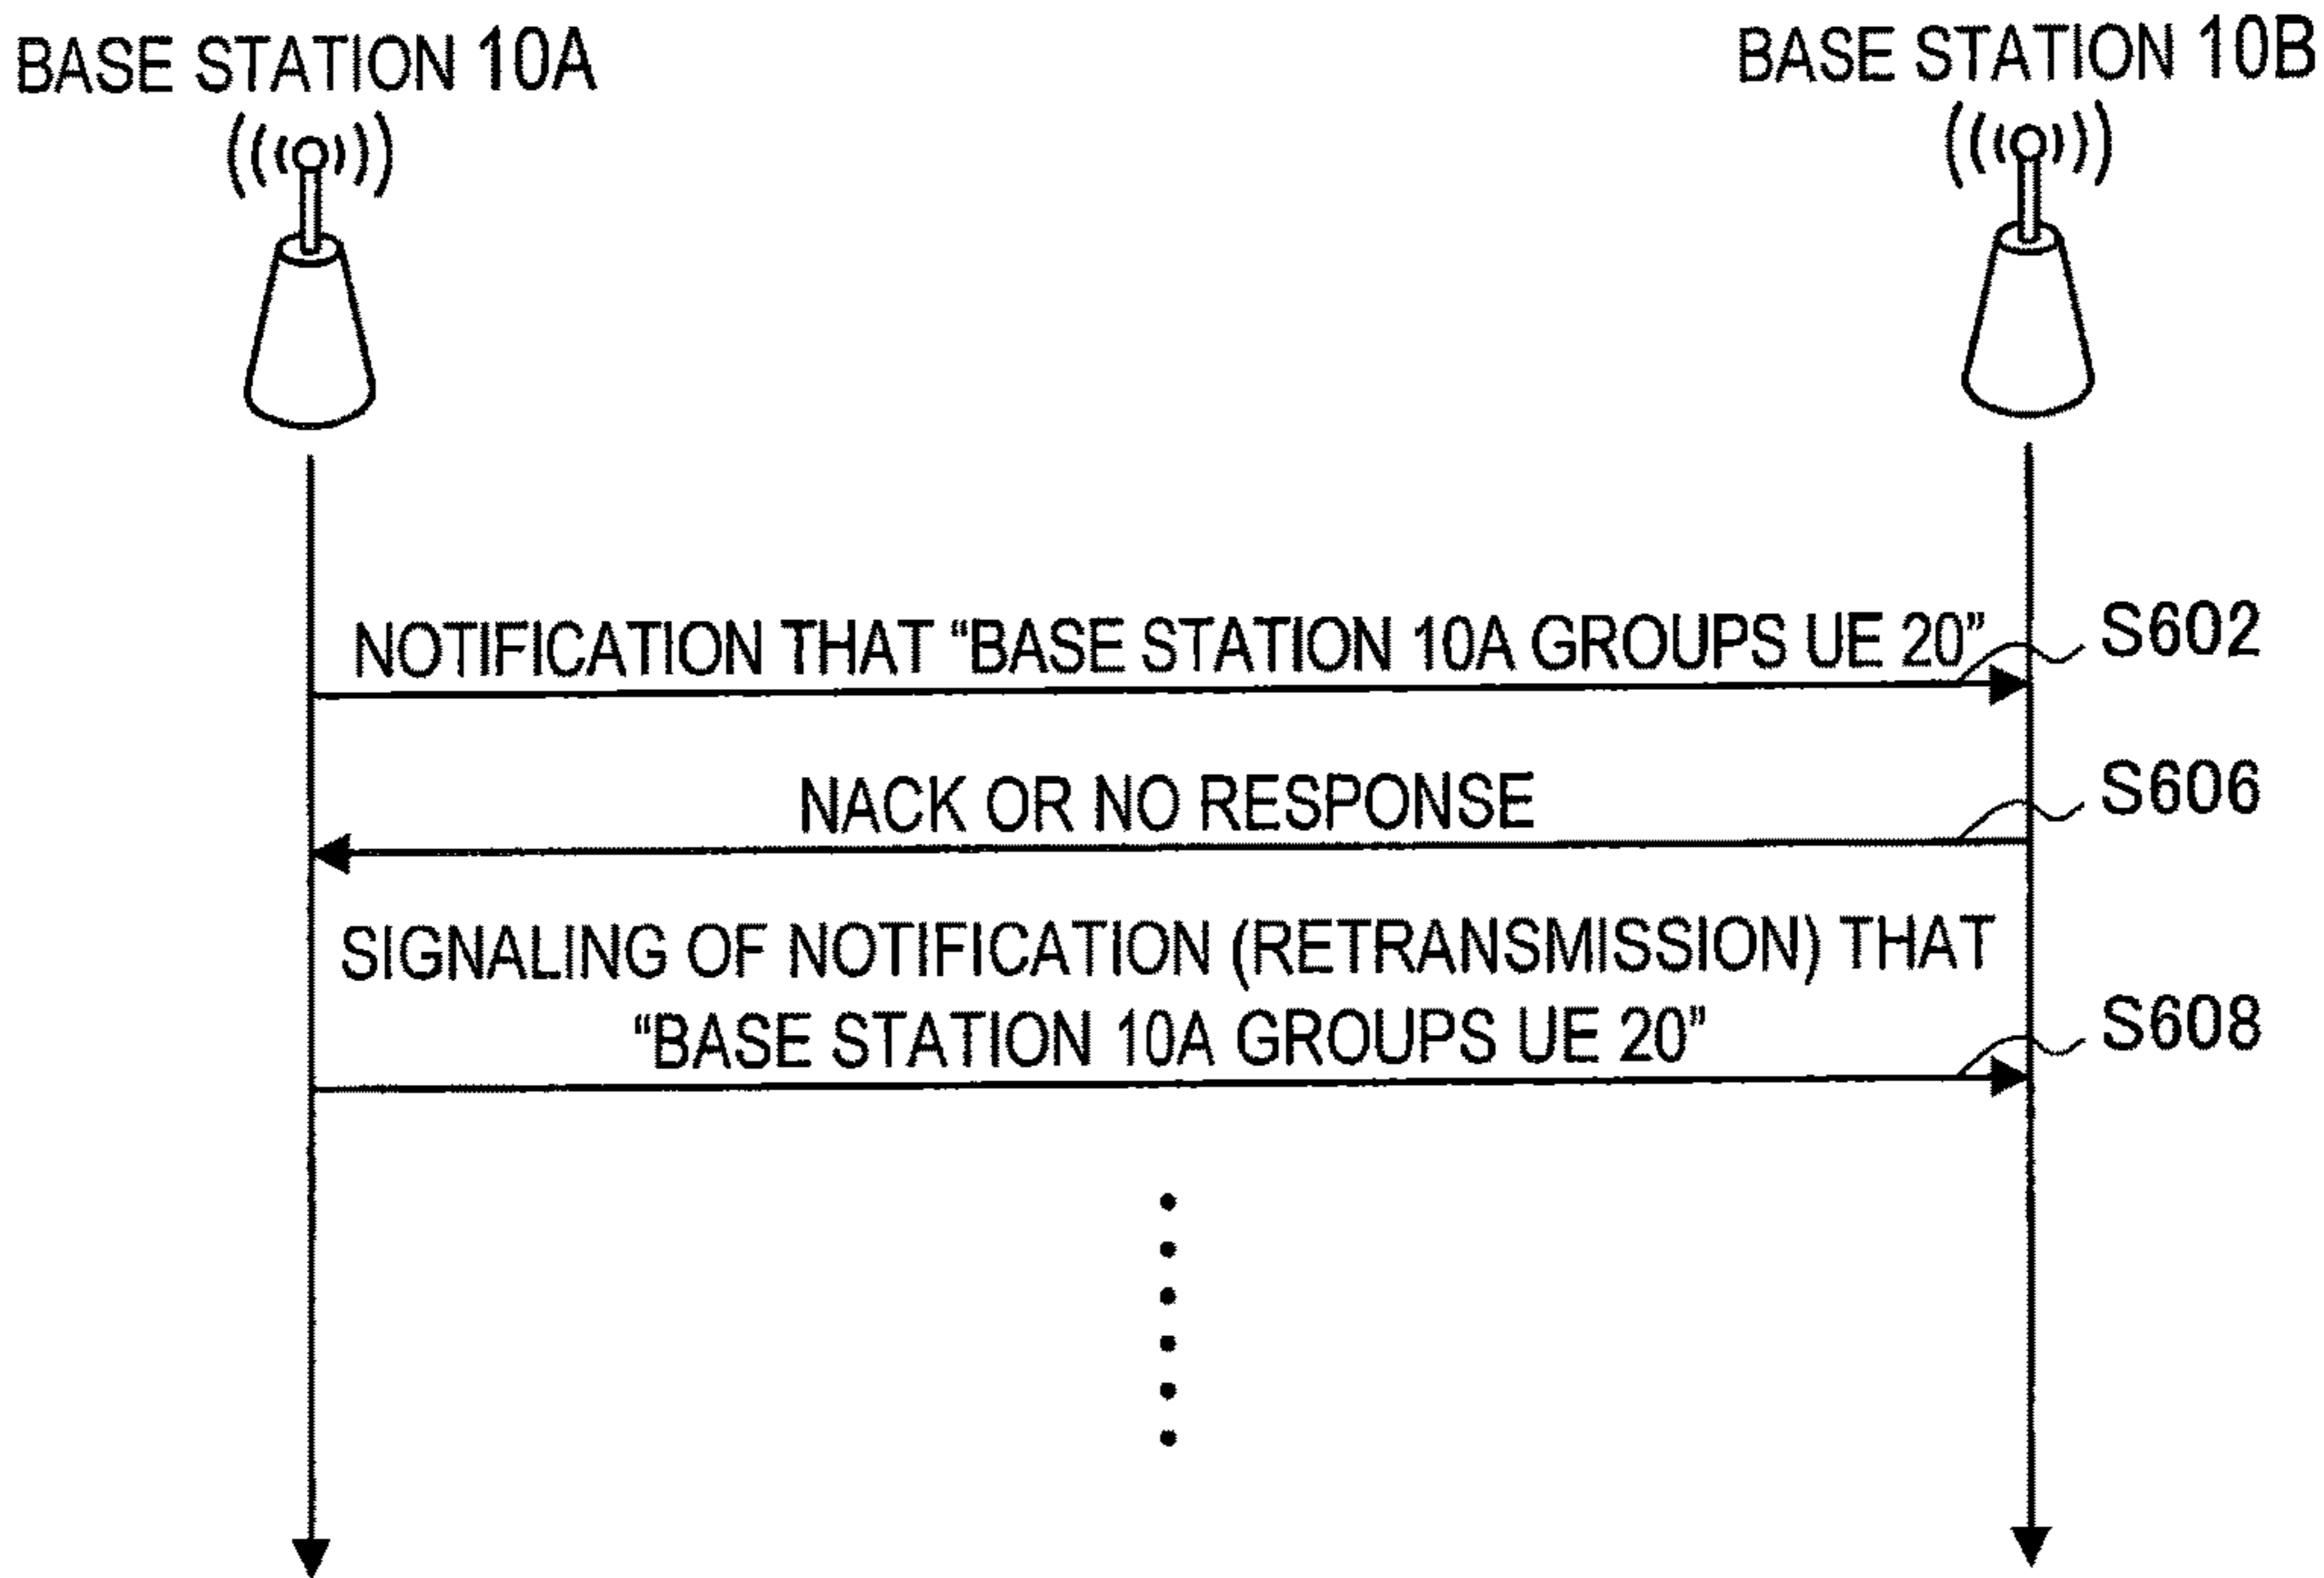 BASE STATION 10A
BASE STATION 10B
NOTIFICATION THAT “BASE STATION 10A GROUPS UE 20”
S602
NACK OR NO RESPONSE
S606
SIGNALING OF NOTIFICATION (RETRANSMISSION) THAT
“BASE STATION 10A GROUPS UE 20”
S608